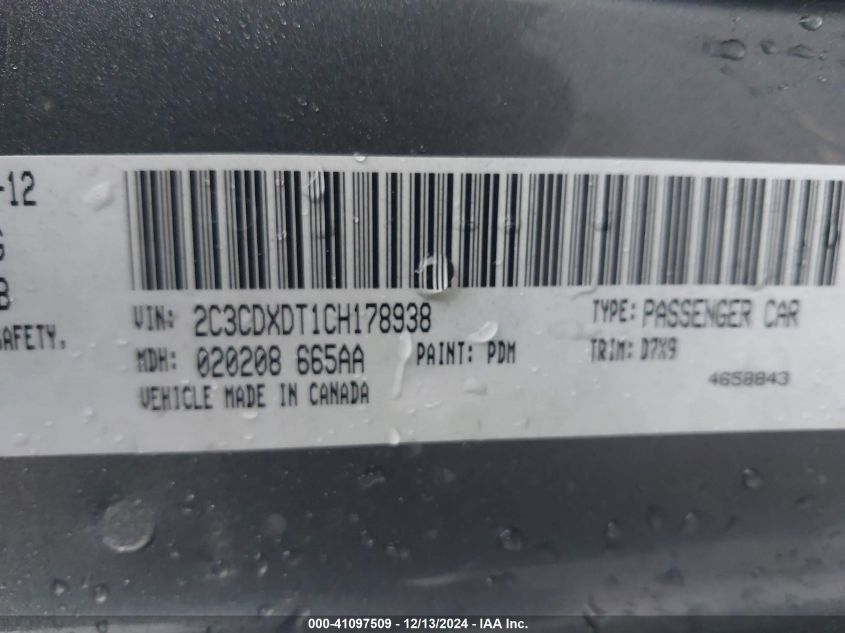 -12
B
SAFETY.
VIN: 2C3CDXDT1CH178938
TYPE: PASSENGER CAR
MDH: 020208 665AA
PAINT: PDM
TRIM: D7X9
VEHICLE MADE IN CANADA
4658843
000-41097509 - 12/13/2024 - IAA Inc.